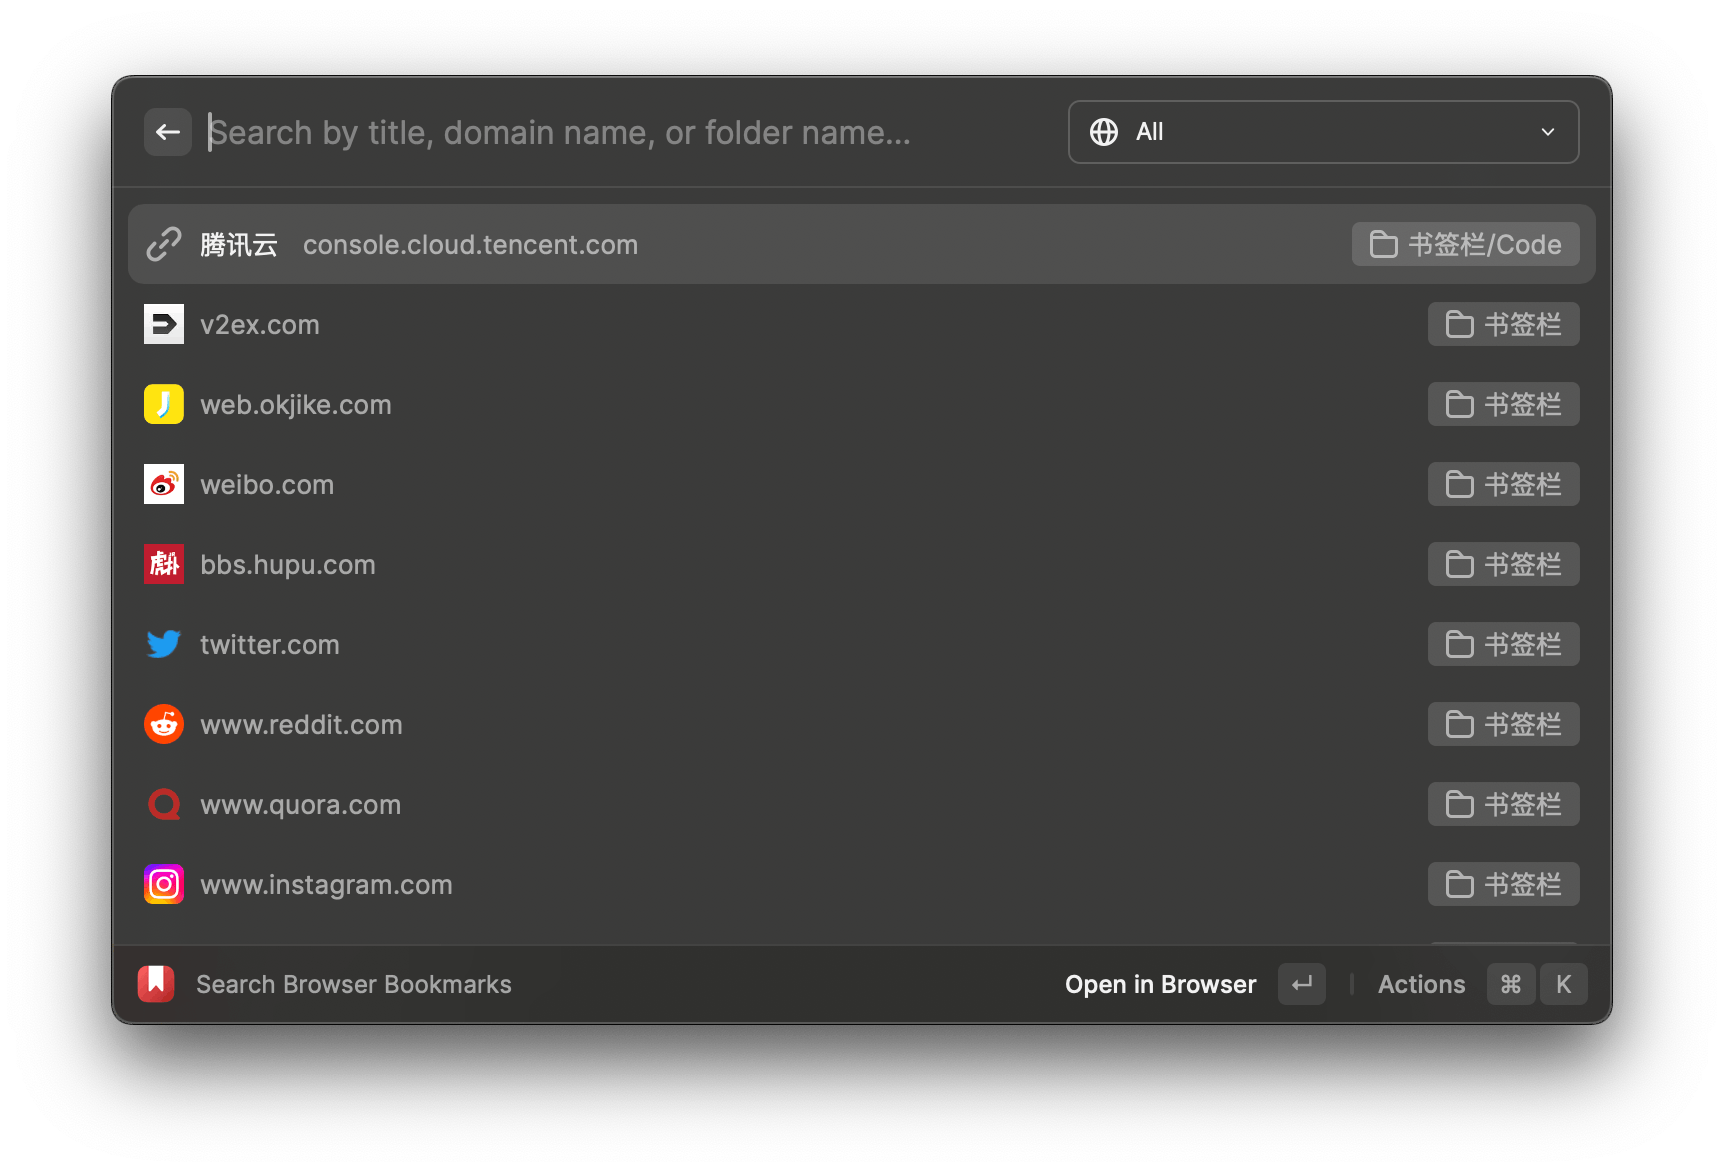 Search by title, domain name, or folder name...
All
腾讯云 console.cloud.tencent.com 书签栏/Code
v2ex.com 书签栏
web.okjike.com 书签栏
weibo.com 书签栏
bbs.hupu.com 书签栏
twitter.com 书签栏
www.reddit.com 书签栏
www.quora.com 书签栏
www.instagram.com 书签栏
Search Browser Bookmarks Open in Browser ↵ Actions ⌘ K